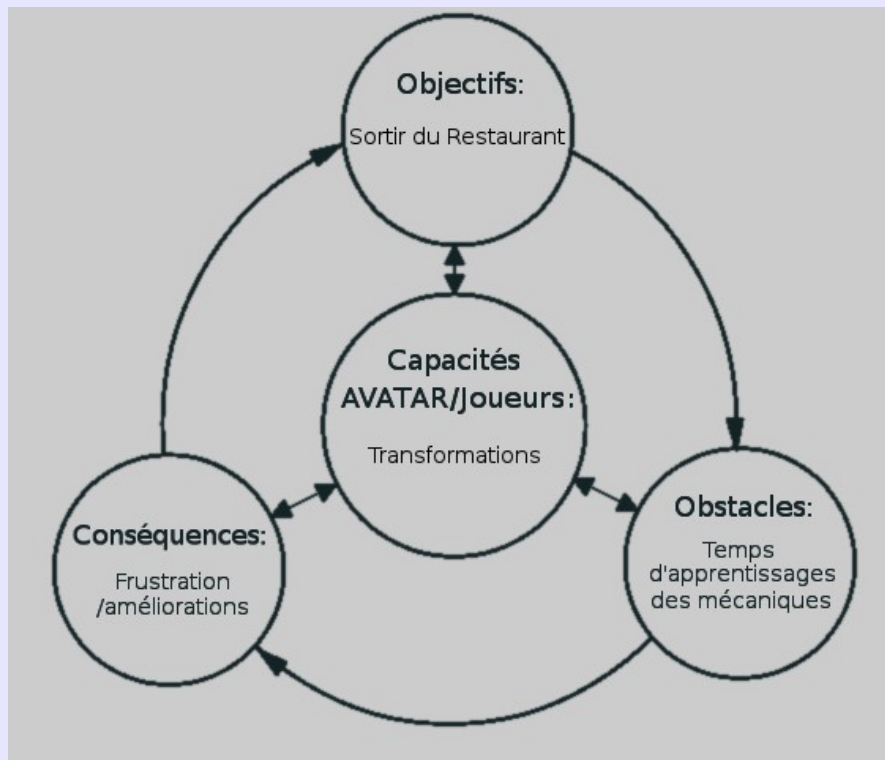 Objectifs:
Sortir du Restaurant
Capacités
AVATAR/Joueurs:
Transformations
Obstacles:
Temps
d'apprentissages
des mécaniques
Conséquences:
Frustration
/améliorations